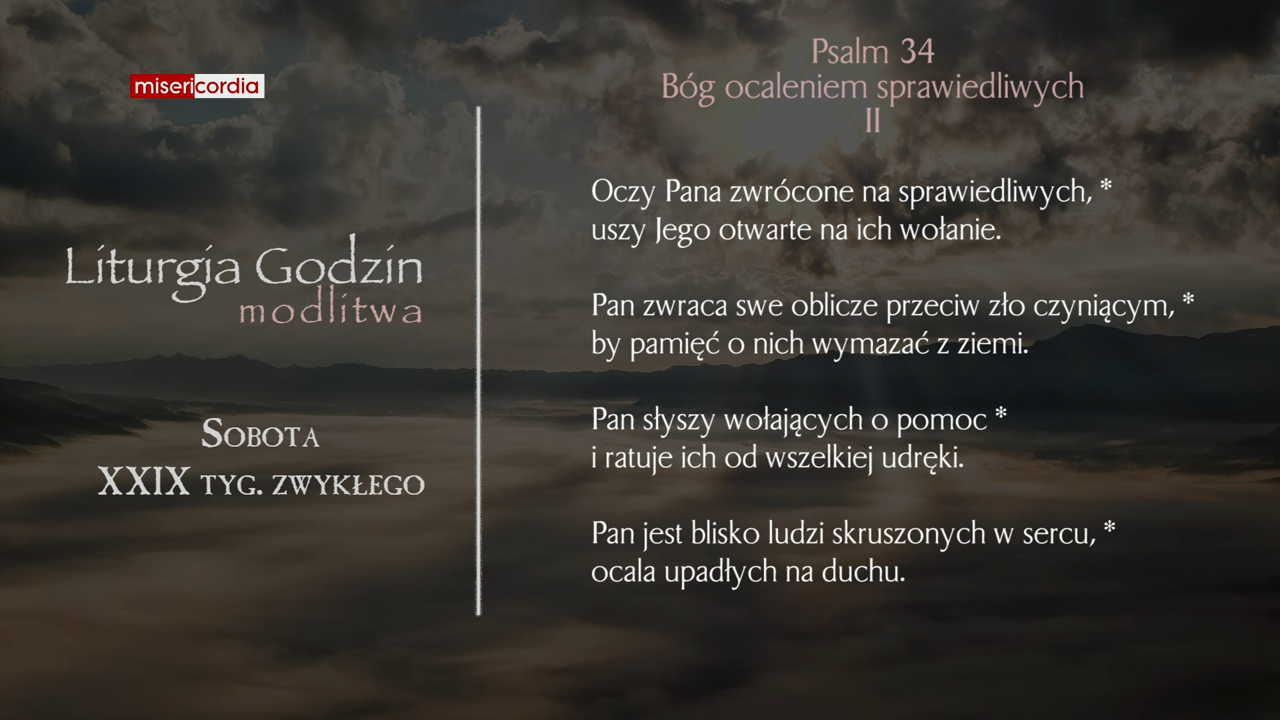 misericordia
Liturgia Godzin
modlitwa
Sobota
XXIX tyg. zwykłego
Psalm 34
Bóg ocaleniem sprawiedliwych
II
Oczy Pana zwrócone na sprawiedliwych, *
uszy Jego otwarte na ich wołanie.
Pan zwraca swe oblicze przeciw zło czyniącym, *
by pamięć o nich wymazać z ziemi.
Pan słyszy wołających o pomoc *
i ratuje ich od wszelkiej udręki.
Pan jest blisko ludzi skruszonych w sercu, *
ocala upadłych na duchu.